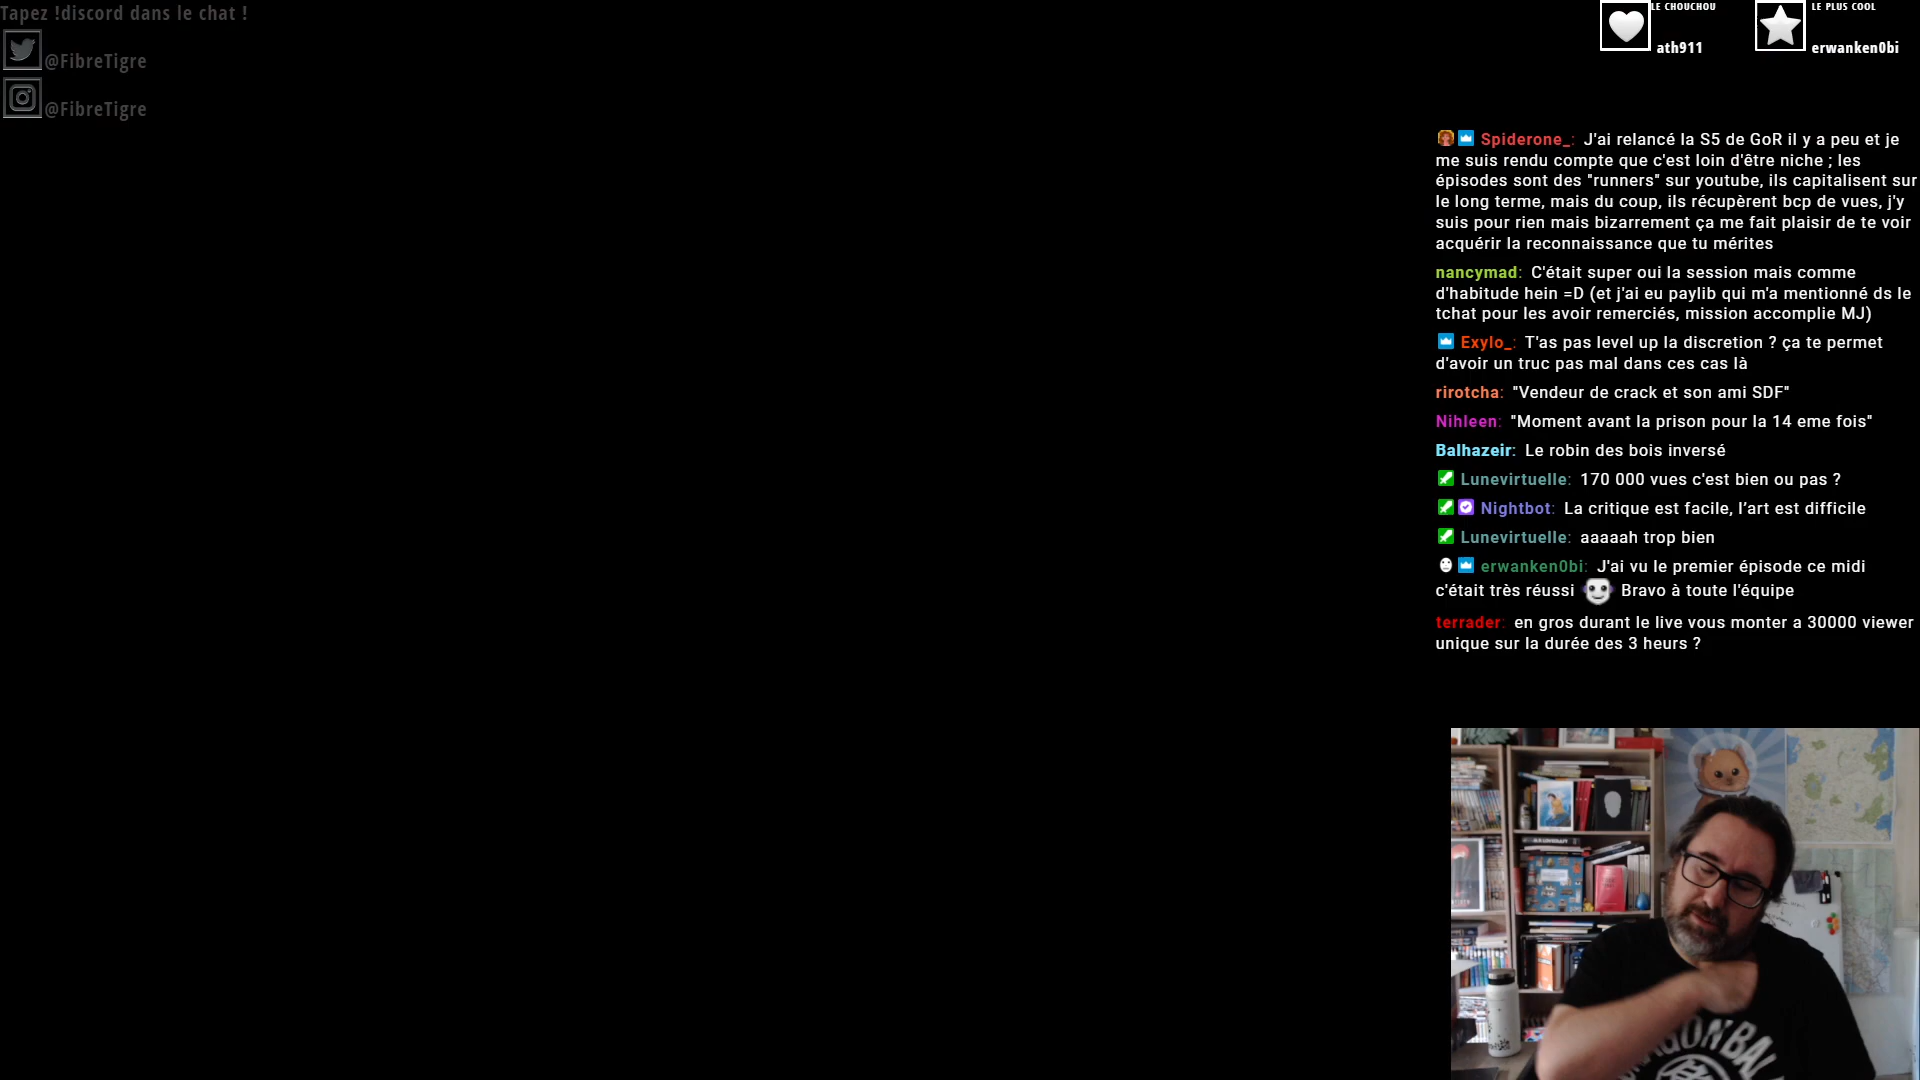 Tapez !discord dans le chat !
@FibreTigre
@FibreTigre
LE CHOUCHOU
ath911
LE PLUS COOL
erwanken0bi
Spiderone_: J'ai relancé la S5 de GoR il y a peu et je
me suis rendu compte que c'est loin d'être niche ; les
épisodes sont des "runners" sur youtube, ils capitalisent sur
le long terme, mais du coup, ils récupèrent bcp de vues, j'y
suis pour rien mais bizarrement ça me fait plaisir de te voir
acquérir la reconnaissance que tu mérites
nancymad: C'était super oui la session mais comme
d'habitude hein =D (et j'ai eu paylib qui m'a mentionné ds le
tchat pour les avoir remerciés, mission accomplie MJ)
Exylo_: T'as pas level up la discretion ? ça te permet
d'avoir un truc pas mal dans ces cas là
rirotcha: "Vendeur de crack et son ami SDF"
Nihleen: "Moment avant la prison pour la 14 eme fois"
Balhazeir: Le robin des bois inversé
Lunevirtuelle: 170 000 vues c'est bien ou pas ?
Nightbot: La critique est facile, l’art est difficile
Lunevirtuelle: aaaaah trop bien
erwanken0bi: J'ai vu le premier épisode ce midi
c'était très réussi Bravo à toute l'équipe
terrader: en gros durant le live vous monter a 30000 viewer
unique sur la durée des 3 heurs ?